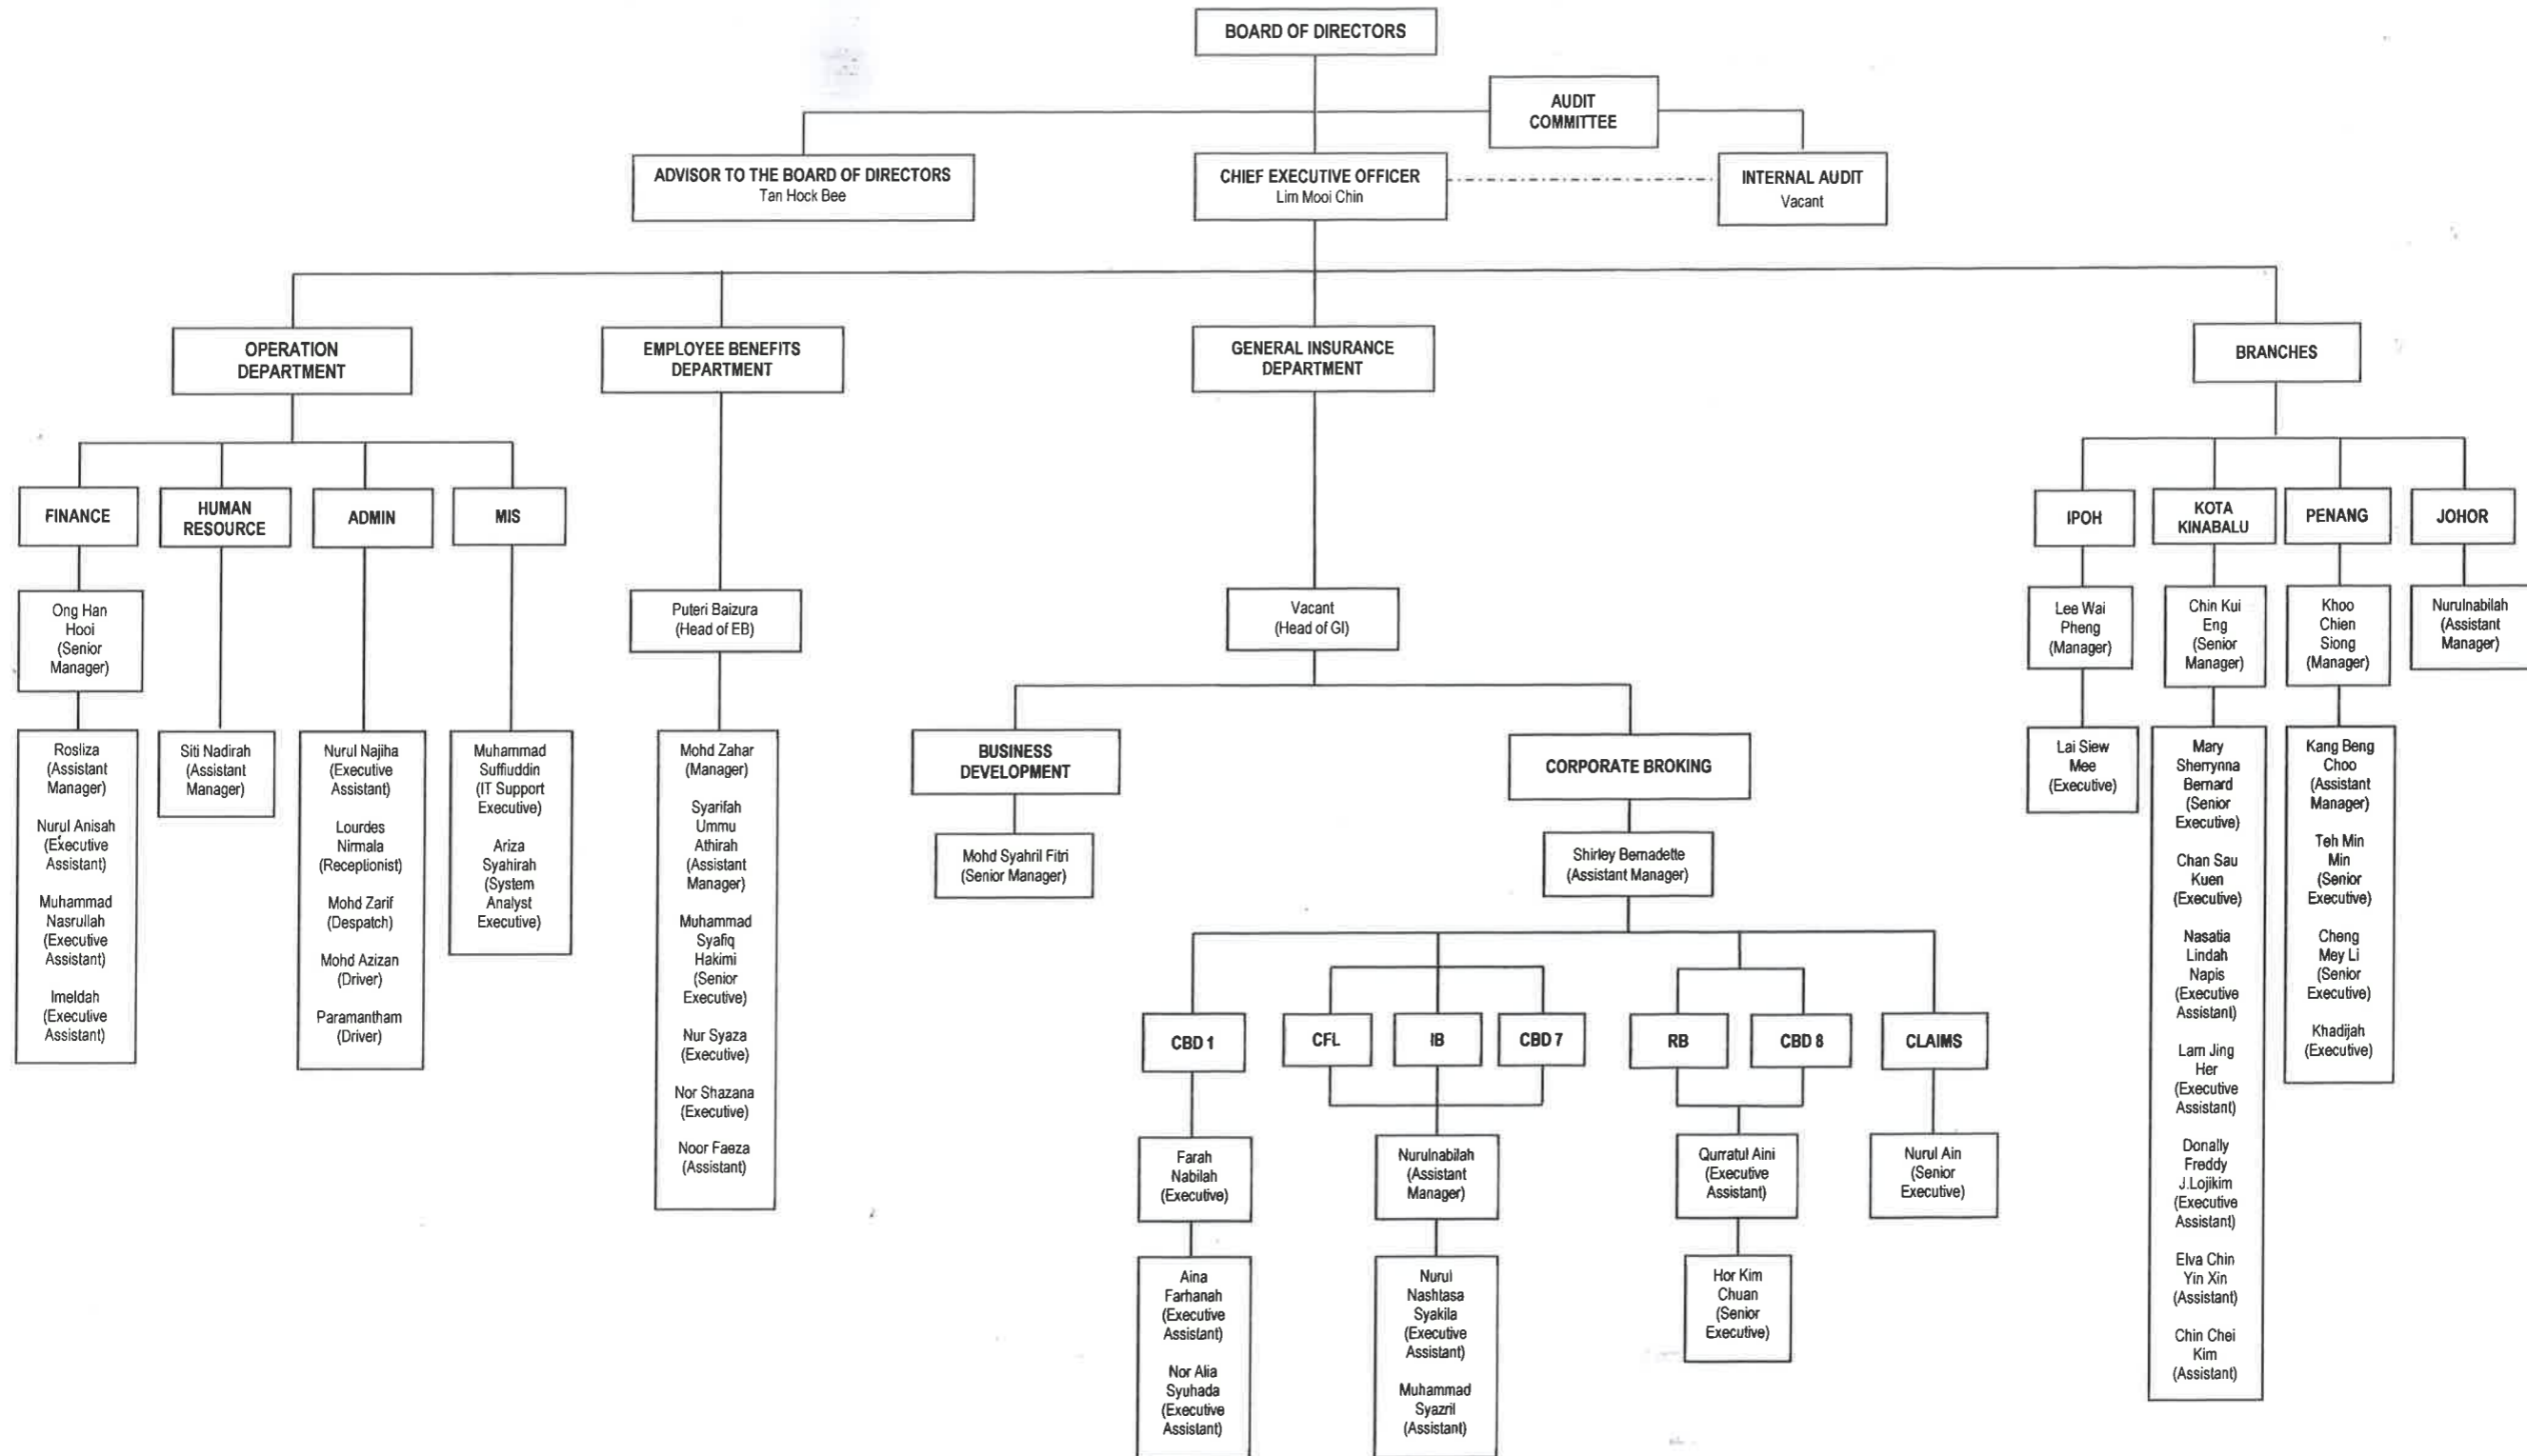 BOARD OF DIRECTORS
AUDIT
COMMITTEE
ADVISOR TO THE BOARD OF DIRECTORS
Tan Hock Bee
CHIEF EXECUTIVE OFFICER
Lim Mooi Chin
INTERNAL AUDIT
Vacant
OPERATION
DEPARTMENT
EMPLOYEE BENEFITS
DEPARTMENT
GENERAL INSURANCE
DEPARTMENT
BRANCHES
FINANCE
HUMAN
RESOURCE
ADMIN
MIS
IPOH
KOTA
KINABALU
PENANG
JOHOR
Ong Han
Hooi
(Senior
Manager)
Puteri Baizura
(Head of EB)
Vacant
(Head of GI)
Lee Wai
Pheng
(Manager)
Chin Kui
Eng
(Senior
Manager)
Khoo
Chien
Siong
(Manager)
Nurulnabilah
(Assistant
Manager)
Rosliza
(Assistant
Manager)
Nurul Anisah
(Executive
Assistant)
Muhammad
Nasrullah
(Executive
Assistant)
Imeldah
(Executive
Assistant)
Siti Nadirah
(Assistant
Manager)
Nurul Najiha
(Executive
Assistant)
Lourdes
Nirmala
(Receptionist)
Mohd Zarif
(Despatch)
Mohd Azizan
(Driver)
Paramantham
(Driver)
Muhammad
Suffiuddin
(IT Support
Executive)
Ariza
Syahirah
(System
Analyst
Executive)
Mohd Zahar
(Manager)
Syarifah
Ummu
Athirah
(Assistant
Manager)
Muhammad
Syafiq
Hakimi
(Senior
Executive)
Nur Syaza
(Executive)
Nor Shazana
(Executive)
Noor Faeza
(Assistant)
BUSINESS
DEVELOPMENT
Mohd Syahril Fitri
(Senior Manager)
CORPORATE BROKING
Shirley Bernadette
(Assistant Manager)
CBD 1
CFL
IB
CBD 7
RB
CBD 8
CLAIMS
Farah
Nabilah
(Executive)
Nurulnabilah
(Assistant
Manager)
Qurratul Aini
(Executive
Assistant)
Nurul Ain
(Senior
Executive)
Aina
Farhanah
(Executive
Assistant)
Nor Alia
Syuhada
(Executive
Assistant)
Nurul
Nashtasa
Syakila
(Executive
Assistant)
Muhammad
Syazril
(Assistant)
Hor Kim
Chuan
(Senior
Executive)
Lai Siew
Mee
(Executive)
Mary
Sherrynna
Bernard
(Senior
Executive)
Chan Sau
Kuen
(Executive)
Nasatia
Lindah
Napis
(Executive
Assistant)
Lam Jing
Her
(Executive
Assistant)
Donally
Freddy
J.Lojikim
(Executive
Assistant)
Elva Chin
Yin Xin
(Assistant)
Chin Chei
Kim
(Assistant)
Kang Beng
Choo
(Assistant
Manager)
Teh Min
Min
(Senior
Executive)
Cheng
Mey Li
(Senior
Executive)
Khadijah
(Executive)